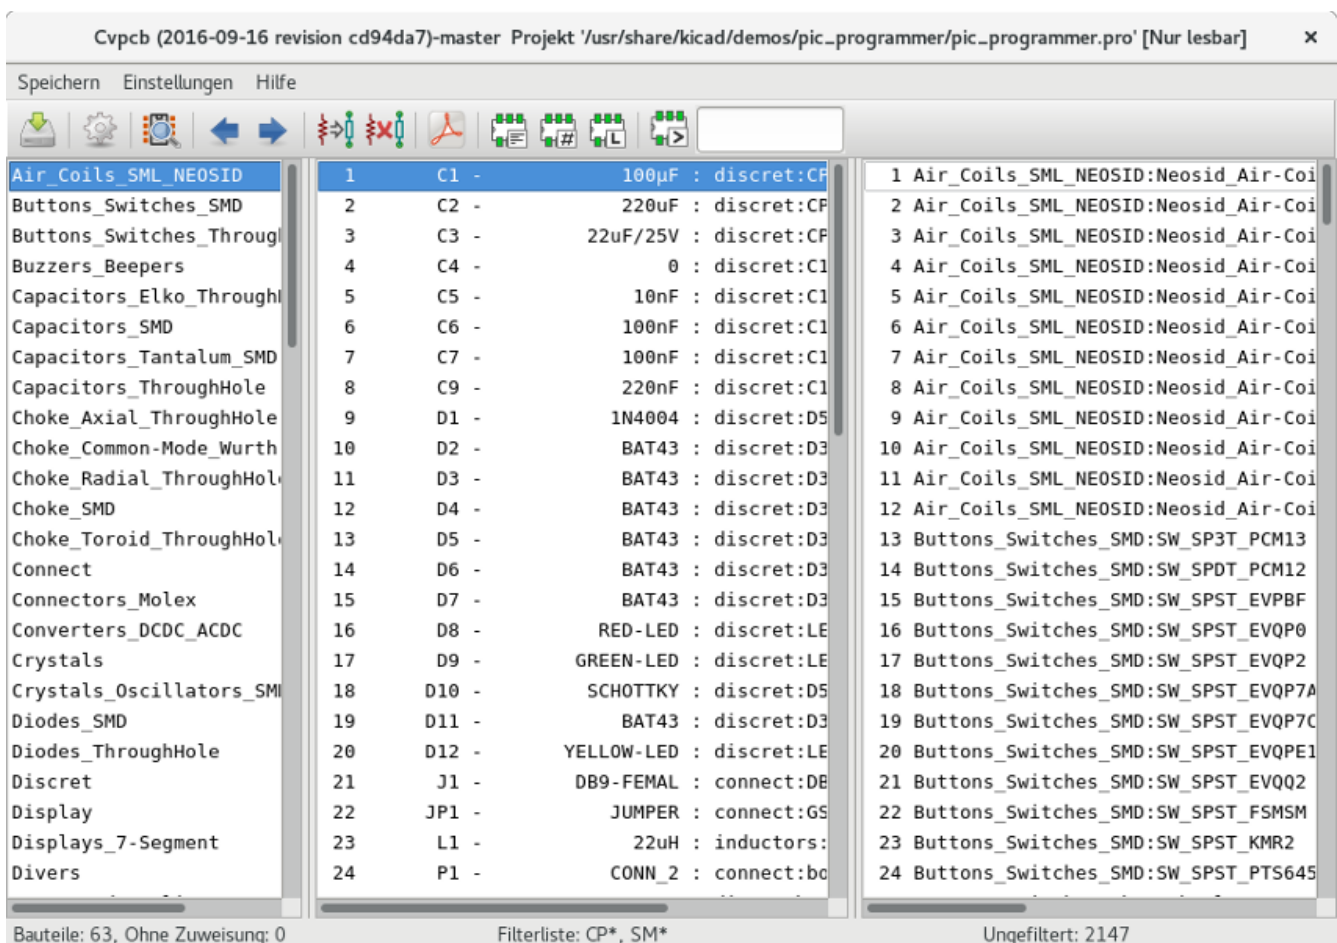 Cvpcb (2016-09-16 revision cd94da7)-master Projekt '/usr/share/kicad/demos/pic_programmer/pic_programmer.pro' [Nur lesbar]
Speichern Einstellungen Hilfe
Air_Coils_SML_NEOSID
Buttons_Switches_SMD
Buttons_Switches_Throug
Buzzers_Beepers
Capacitors_Elko_Through
Capacitors_SMD
Capacitors_Tantalum_SMD
Capacitors_ThroughHole
Choke_Axial_ThroughHole
Choke_Common-Mode_Wurth
Choke_Radial_ThroughHol
Choke_SMD
Choke_Toroid_ThroughHol
Connect
Connectors_Molex
Converters_DCDC_ACDC
Crystals
Crystals_Oscillators_SM
Diodes_SMD
Diodes_ThroughHole
Discret
Display
Displays_7-Segment
Divers
1 C1 - 100µF : discret:CP
2 C2 - 220uF : discret:CP
3 C3 - 22uF/25V : discret:CP
4 C4 - 0 : discret:C1
5 C5 - 10nF : discret:C1
6 C6 - 100nF : discret:C1
7 C7 - 100nF : discret:C1
8 C9 - 220nF : discret:C1
9 D1 - 1N4004 : discret:D5
10 D2 - BAT43 : discret:D3
11 D3 - BAT43 : discret:D3
12 D4 - BAT43 : discret:D3
13 D5 - BAT43 : discret:D3
14 D6 - BAT43 : discret:D3
15 D7 - BAT43 : discret:D3
16 D8 - RED-LED : discret:LE
17 D9 - GREEN-LED : discret:LE
18 D10 - SCHOTTKY : discret:D5
19 D11 - BAT43 : discret:D3
20 D12 - YELLOW-LED : discret:LE
21 J1 - DB9-FEMAL : connect:DB
22 JP1 - JUMPER : connect:GS
23 L1 - 22uH : inductors:
24 P1 - CONN_2 : connect:bo
1 Air_Coils_SML_NEOSID:Neosid_Air-Coi
2 Air_Coils_SML_NEOSID:Neosid_Air-Coi
3 Air_Coils_SML_NEOSID:Neosid_Air-Coi
4 Air_Coils_SML_NEOSID:Neosid_Air-Coi
5 Air_Coils_SML_NEOSID:Neosid_Air-Coi
6 Air_Coils_SML_NEOSID:Neosid_Air-Coi
7 Air_Coils_SML_NEOSID:Neosid_Air-Coi
8 Air_Coils_SML_NEOSID:Neosid_Air-Coi
9 Air_Coils_SML_NEOSID:Neosid_Air-Coi
10 Air_Coils_SML_NEOSID:Neosid_Air-Coi
11 Air_Coils_SML_NEOSID:Neosid_Air-Coi
12 Air_Coils_SML_NEOSID:Neosid_Air-Coi
13 Buttons_Switches_SMD:SW_SP3T_PCM13
14 Buttons_Switches_SMD:SW_SPDT_PCM12
15 Buttons_Switches_SMD:SW_SPST_EVPBF
16 Buttons_Switches_SMD:SW_SPST_EVQP0
17 Buttons_Switches_SMD:SW_SPST_EVQP2
18 Buttons_Switches_SMD:SW_SPST_EVQP7A
19 Buttons_Switches_SMD:SW_SPST_EVQP7C
20 Buttons_Switches_SMD:SW_SPST_EVQPE1
21 Buttons_Switches_SMD:SW_SPST_EVQQ2
22 Buttons_Switches_SMD:SW_SPST_FSMSM
23 Buttons_Switches_SMD:SW_SPST_KMR2
24 Buttons_Switches_SMD:SW_SPST_PTS645
Bauteile: 63, Ohne Zuweisung: 0
Filterliste: CP*, SM*
Ungefiltert: 2147